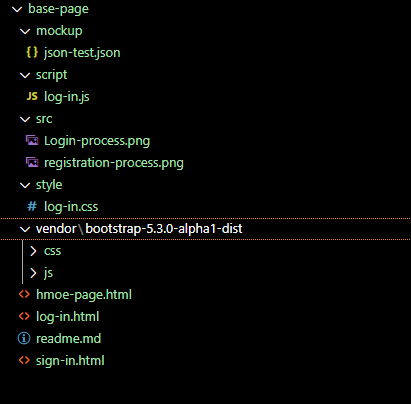 base-page
mockup
{ } json-test.json
script
JS log-in.js
src
Login-process.png
registration-process.png
style
# log-in.css
vendor\bootstrap-5.3.0-alpha1-dist
css
js
<> hmoe-page.html
<> log-in.html
readme.md
<> sign-in.html